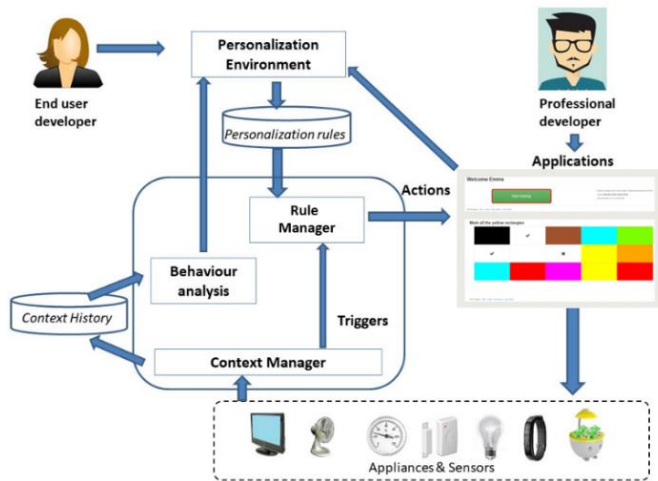 Personalization
Environment
End user
developer
Professional
developer
Personalization rules
Applications
Welcome Emma
Actions
Rule
Manager
Behaviour
analysis
Context History
Triggers
Context Manager
Appliances & Sensors